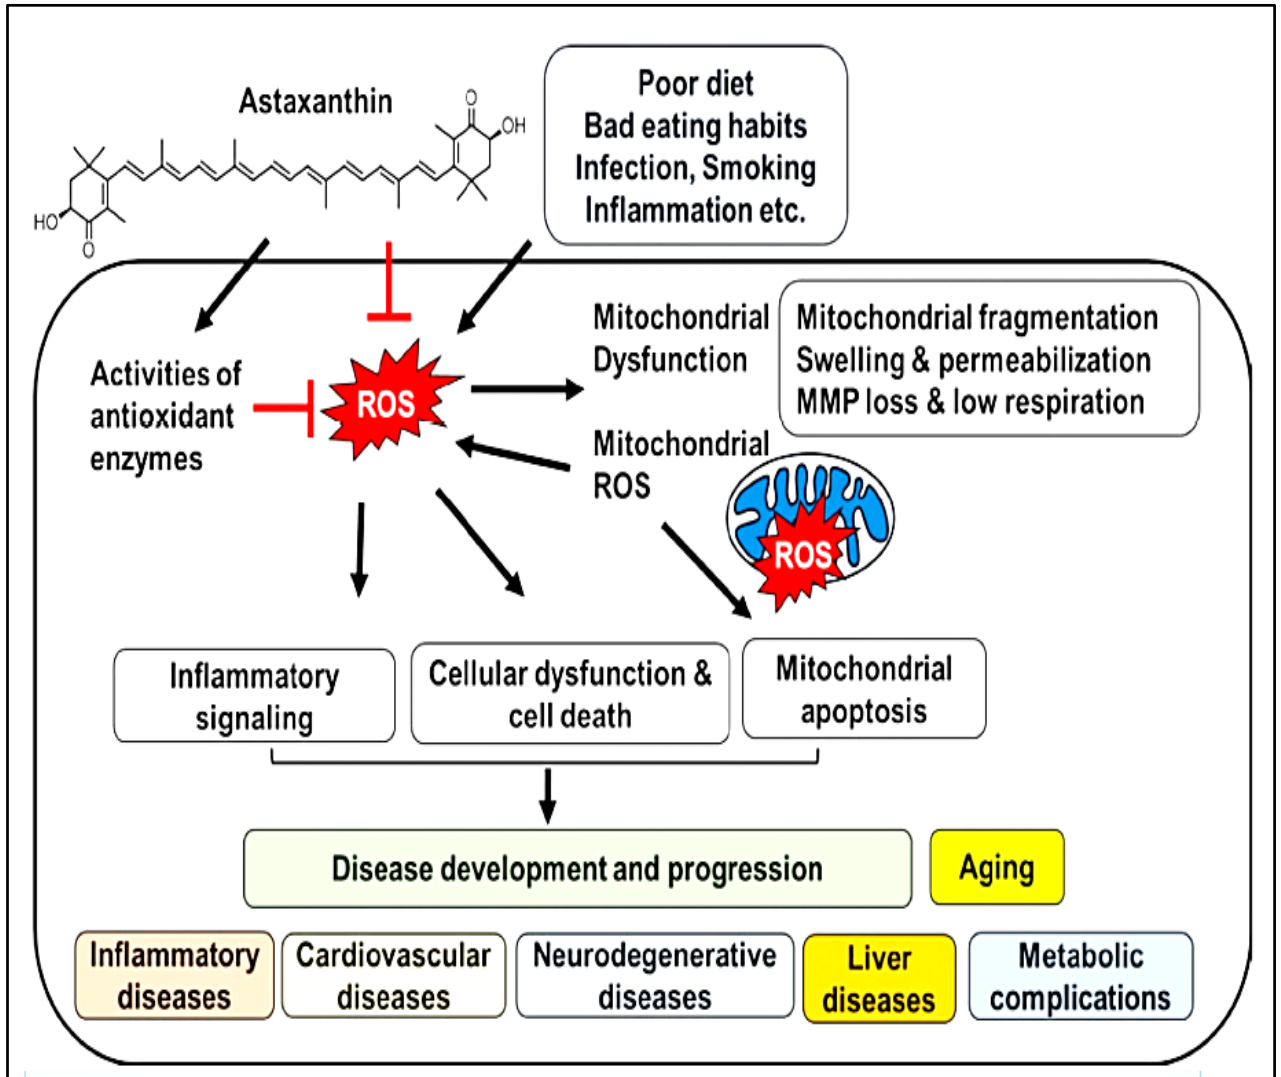 Astaxanthin
O
OH
HO
O
Poor diet
Bad eating habits
Infection, Smoking
Inflammation etc.
Activities of
antioxidant
enzymes
ROS
Mitochondrial
Dysfunction
Mitochondrial fragmentation
Swelling & permeabilization
MMP loss & low respiration
Mitochondrial
ROS
ROS
Inflammatory
signaling
Cellular dysfunction &
cell death
Mitochondrial
apoptosis
Disease development and progression
Aging
Inflammatory
diseases
Cardiovascular
diseases
Neurodegenerative
diseases
Liver
diseases
Metabolic
complications